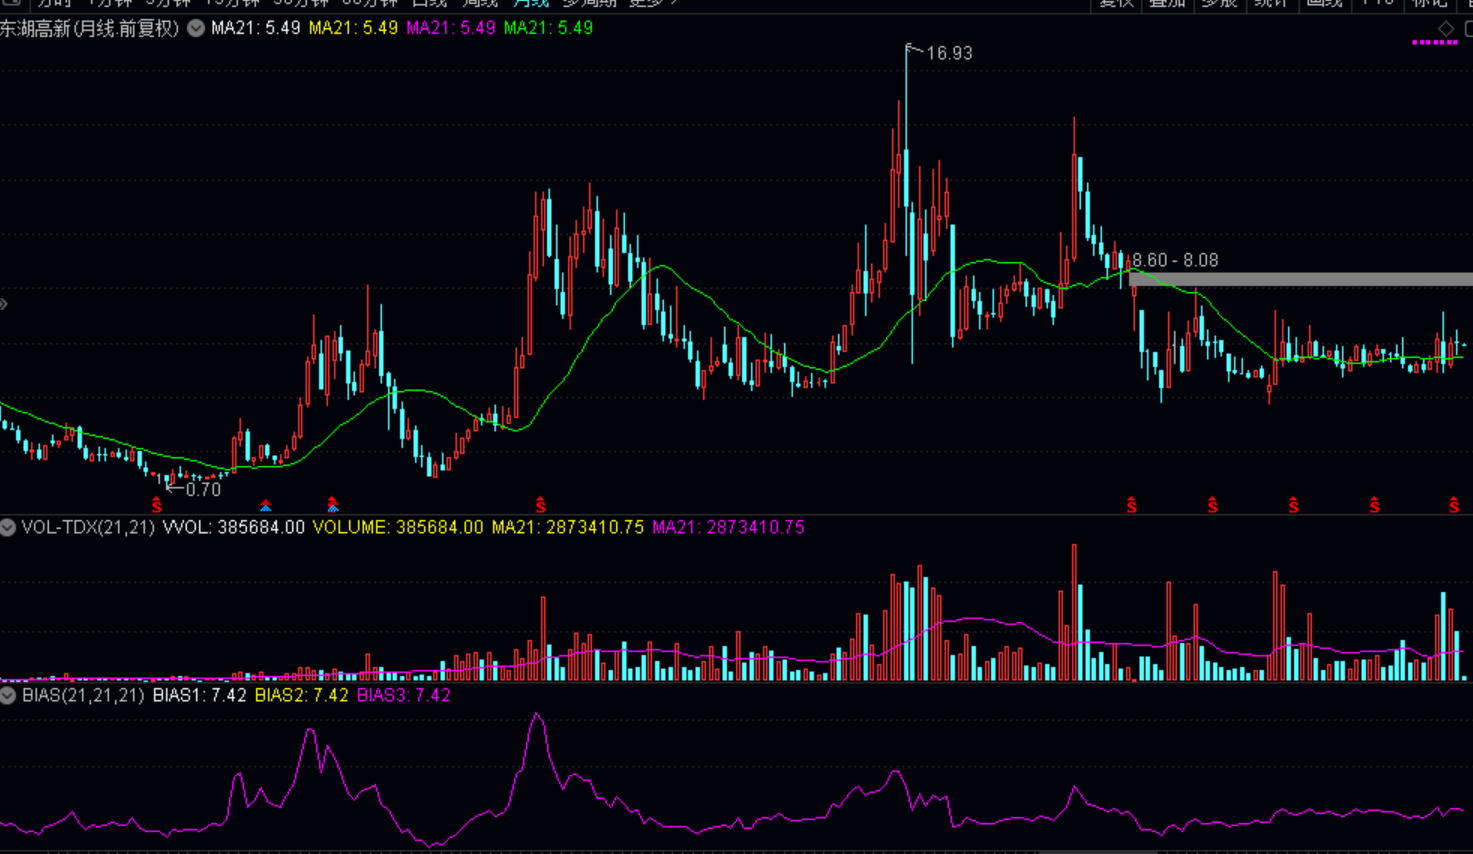 分时 1分钟 5分钟 15分钟 30分钟 60分钟 日线 周线 月线 多周期 更多 复权 叠加 多股 统计 画线 F10 标记
东湖高新(月线.前复权) MA21: 5.49 MA21: 5.49 MA21: 5.49 MA21: 5.49
16.93
8.60 - 8.08
0.70
S S S S S S S
VOL-TDX(21,21) VVOL: 385684.00 VOLUME: 385684.00 MA21: 2873410.75 MA21: 2873410.75
BIAS(21,21,21) BIAS1: 7.42 BIAS2: 7.42 BIAS3: 7.42